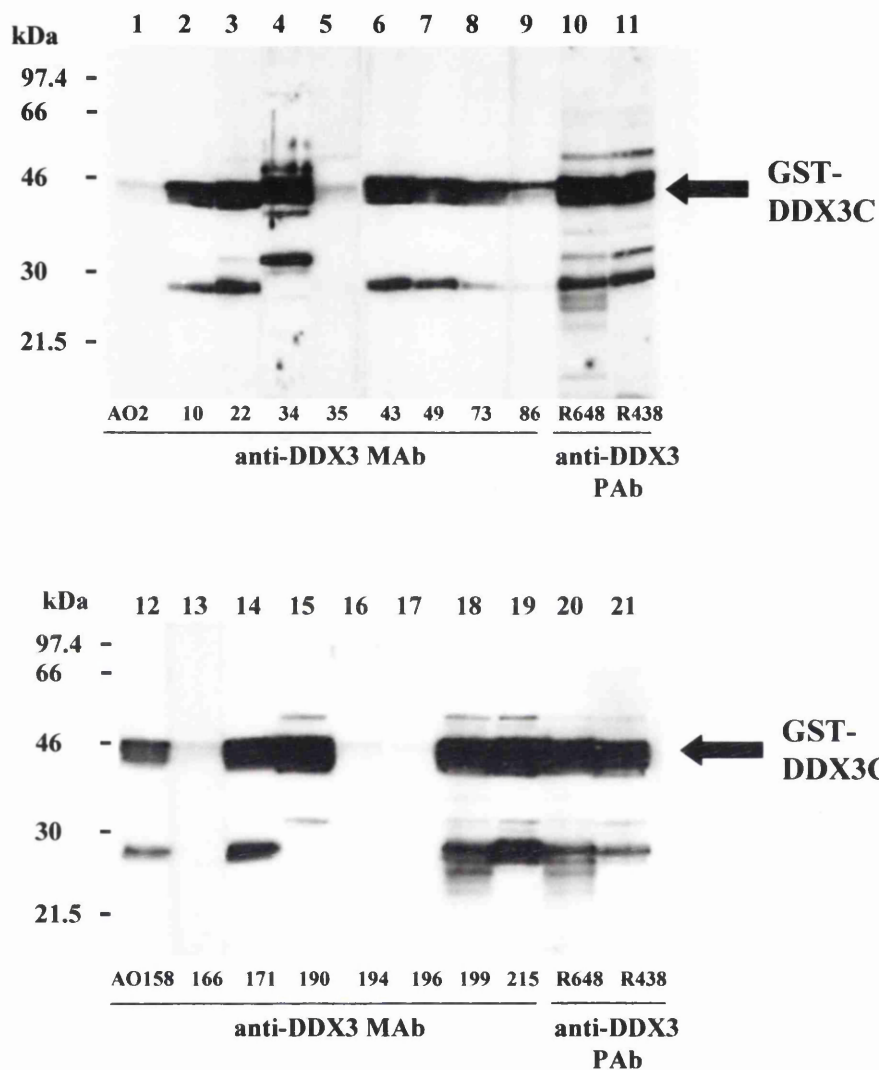 kDa 1 2 3 4 5 6 7 8 9 10 11
97.4 -
66 -
46 -
GST-
DDX3C
30 -
21.5 -
AO2 10 22 34 35 43 49 73 86 R648 R438
anti-DDX3 MAb anti-DDX3
PAb
kDa 12 13 14 15 16 17 18 19 20 21
97.4 -
66 -
46 -
GST-
DDX3C
30 -
21.5 -
AO158 166 171 190 194 196 199 215 R648 R438
anti-DDX3 MAb anti-DDX3
PAb